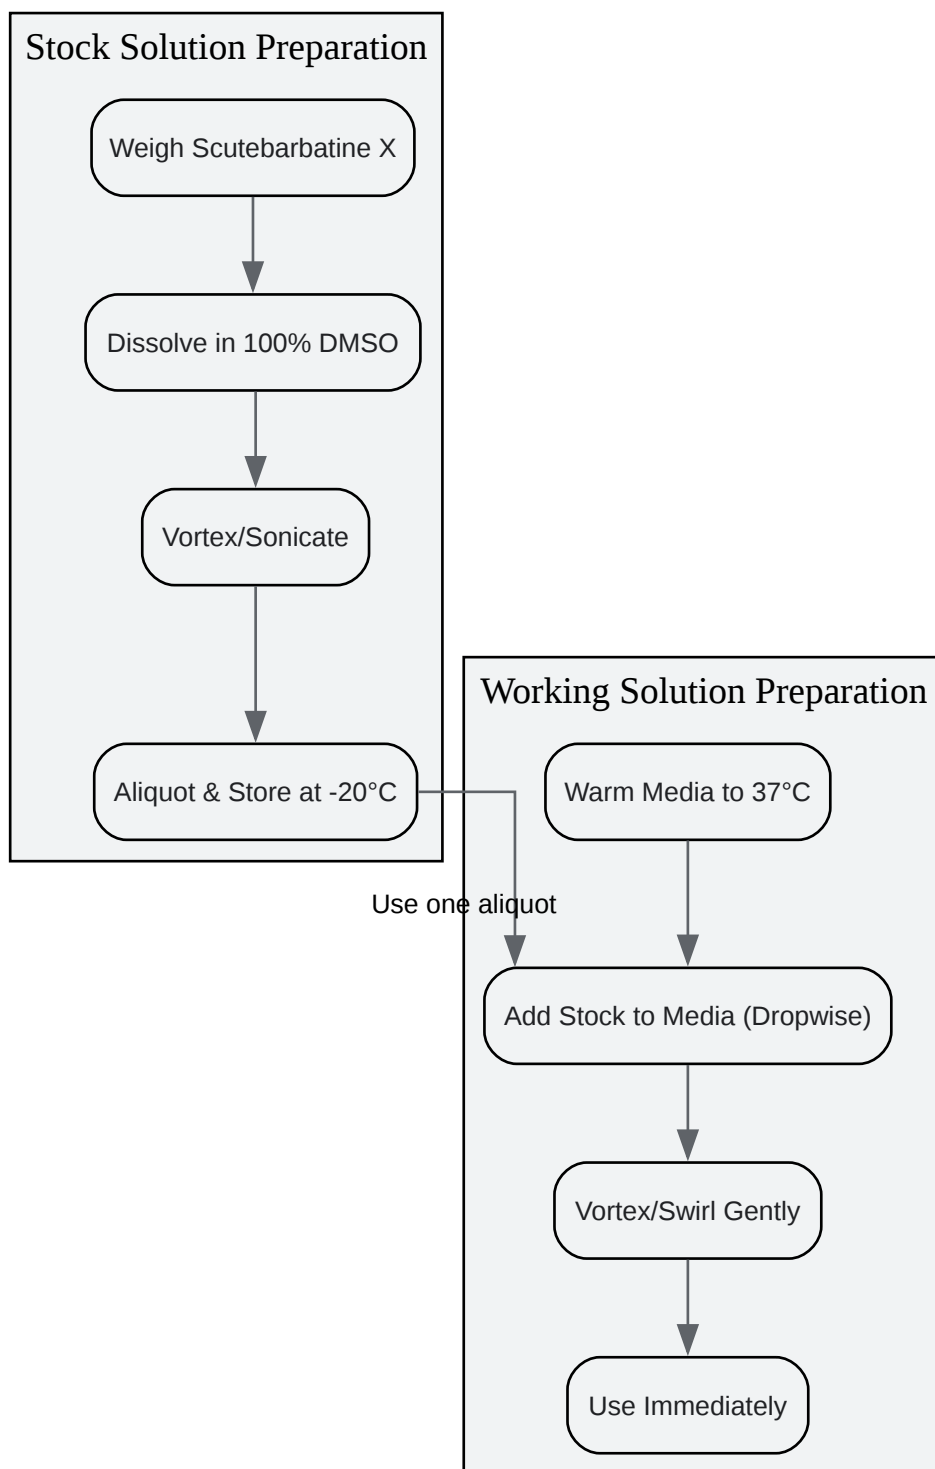 Stock Solution Preparation
Weigh Scutebarbatine X
Dissolve in 100% DMSO
Vortex/Sonicate
Aliquot & Store at -20°C
Use one aliquot
Working Solution Preparation
Warm Media to 37°C
Add Stock to Media (Dropwise)
Vortex/Swirl Gently
Use Immediately